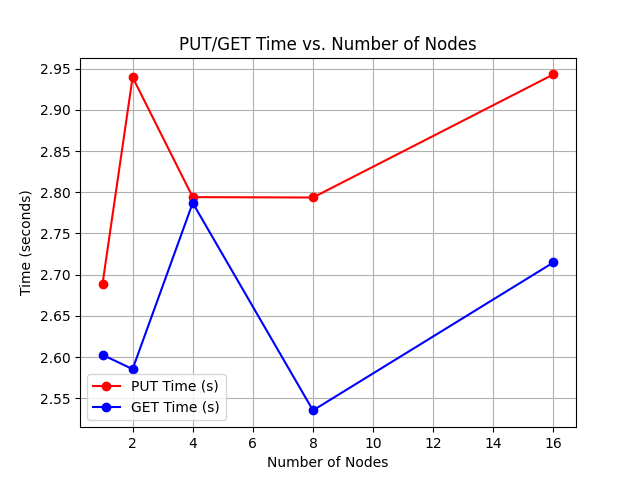 PUT/GET Time vs. Number of Nodes
2.95
2.90
2.85
2.80
2.75
2.70
2.65
2.60
2.55
Time (seconds)
PUT Time (s)
GET Time (s)
2 4 6 8 10 12 14 16
Number of Nodes